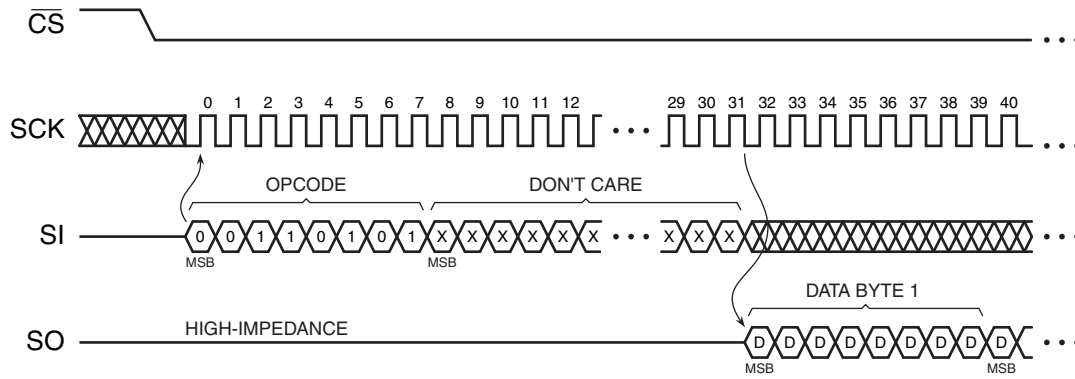 CS
0 1 2 3 4 5 6 7 8 9 10 11 12 29 30 31 32 33 34 35 36 37 38 39 40
SCK
OPCODE DON'T CARE
SI 0 0 1 1 0 1 0 1 X X X X X X X X X
MSB MSB
DATA BYTE 1
HIGH-IMPEDANCE
SO D D D D D D D D D
MSB MSB